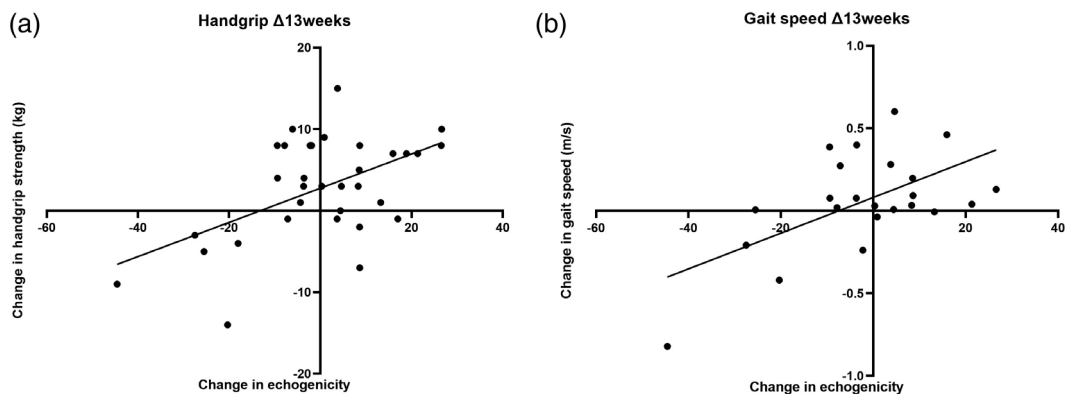 (a)
Handgrip Δ13weeks
Change in handgrip strength (kg)
20
10
-10
-20
-60
-40
-20
20
40
Change in echogenicity
(b)
Gait speed Δ13weeks
Change in gait speed (m/s)
1.0
0.5
-0.5
-1.0
-60
-40
-20
20
40
Change in echogenicity